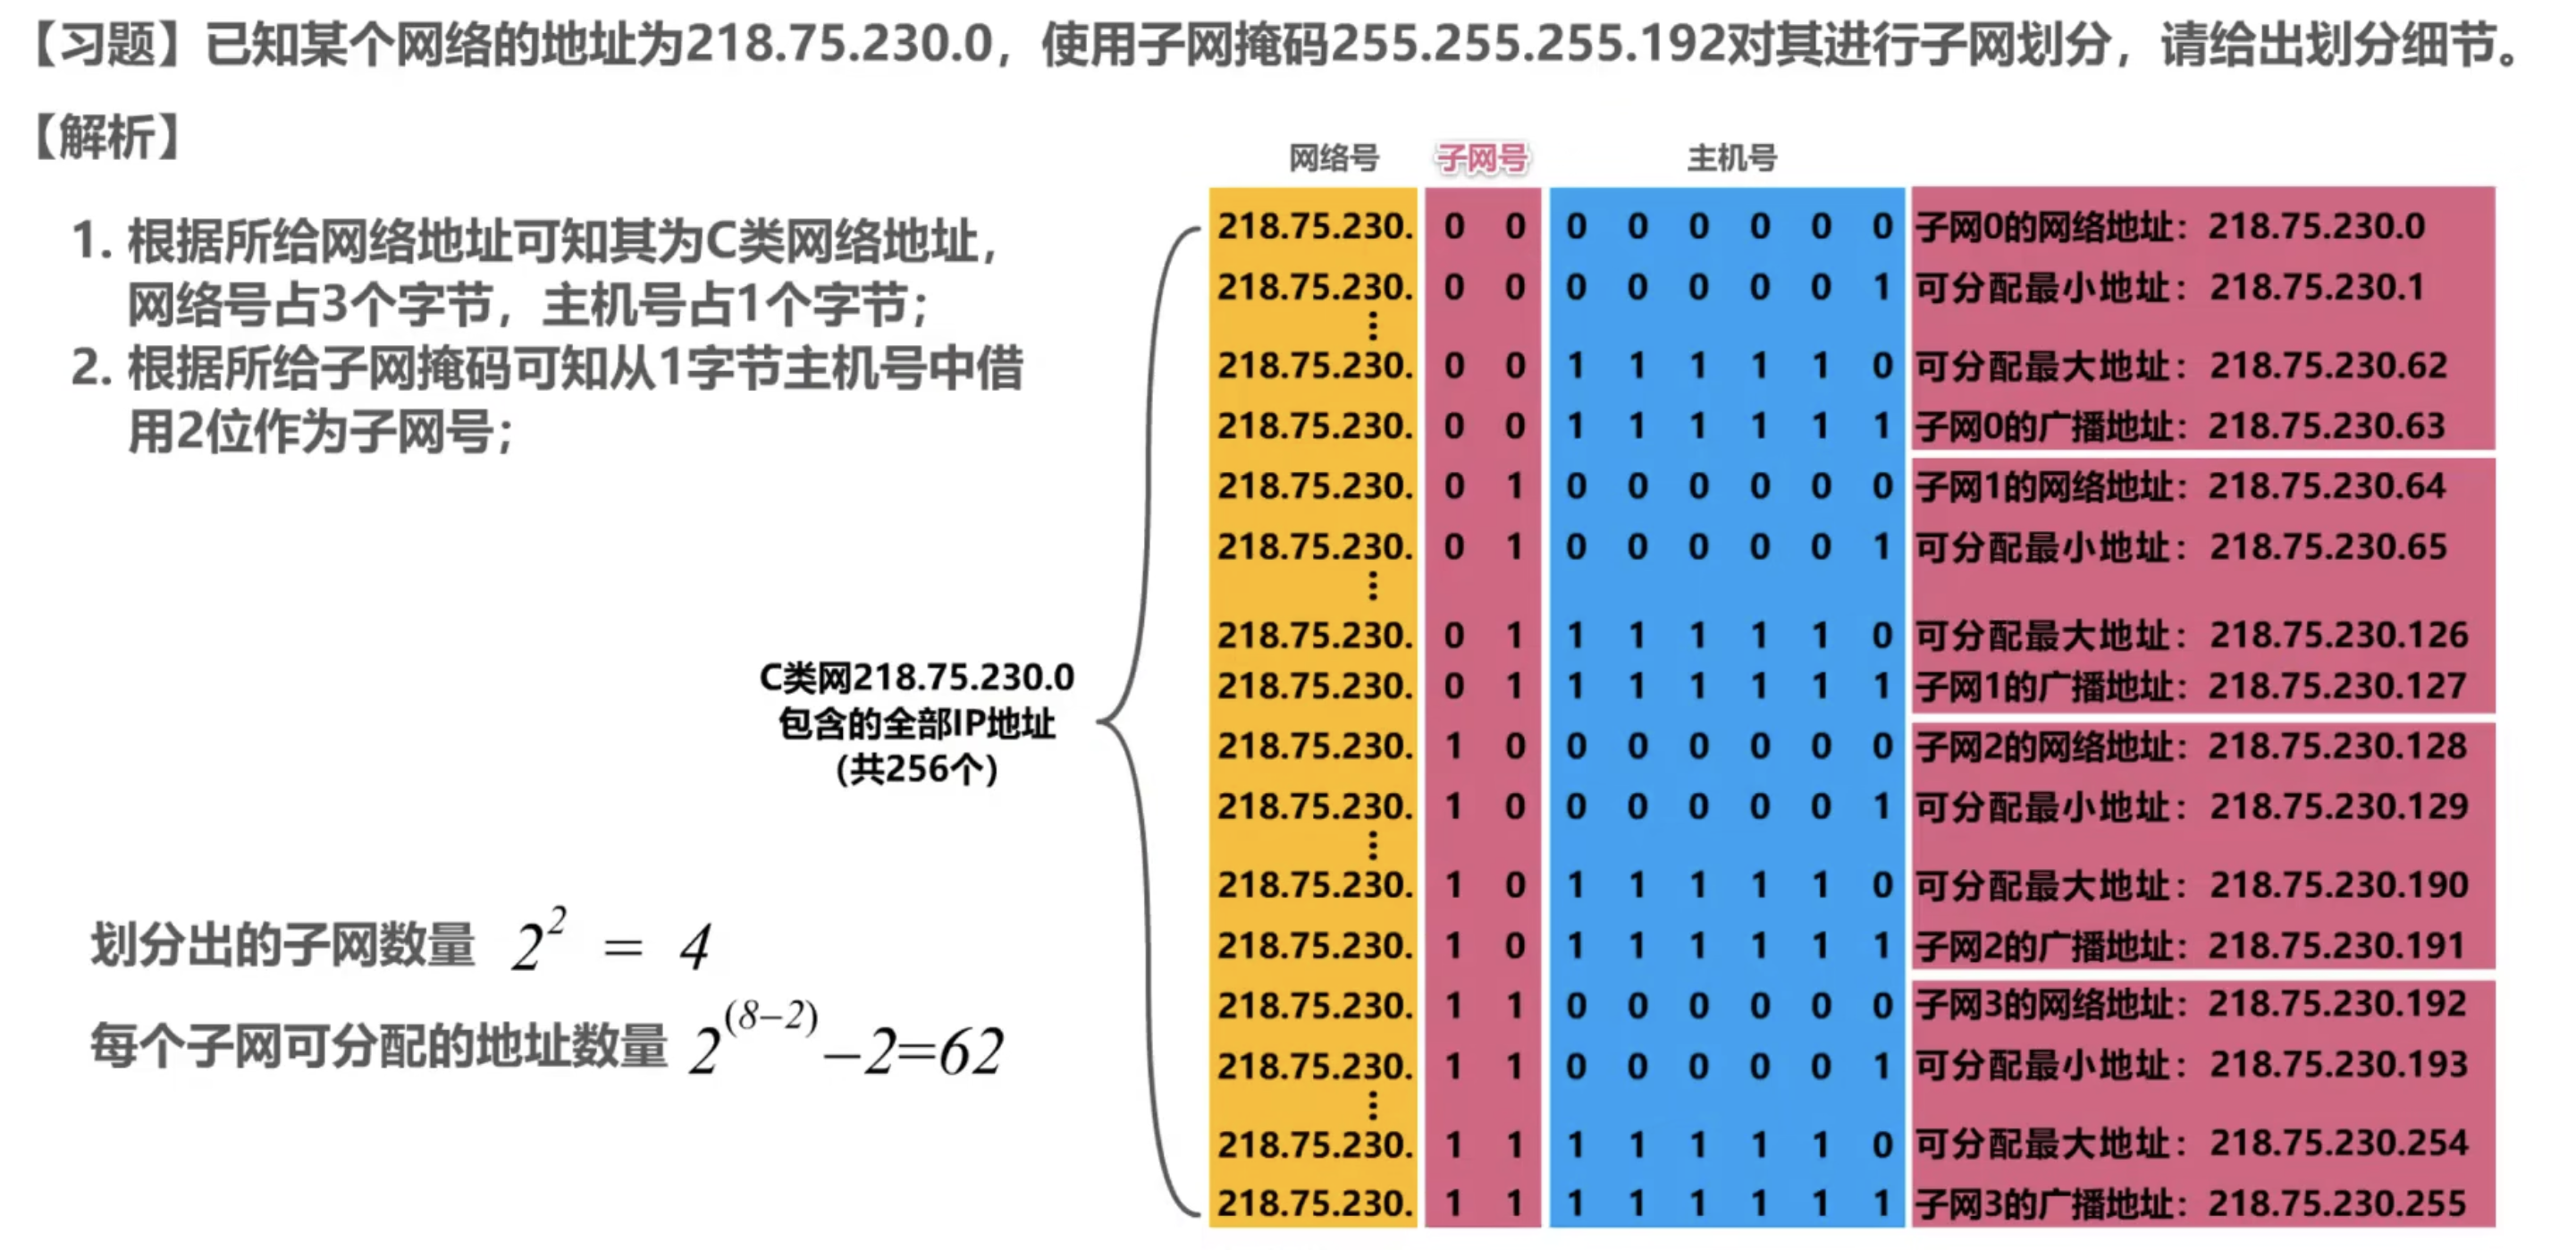 【习题】已知某个网络的地址为218.75.230.0，使用子网掩码255.255.255.192对其进行子网划分，请给出划分细节。
【解析】
1. 根据所给网络地址可知其为C类网络地址，
网络号占3个字节，主机号占1个字节；
2. 根据所给子网掩码可知从1字节主机号中借
用2位作为子网号；
C类网218.75.230.0
包含的全部IP地址
（共256个）
划分出的子网数量 2^2 = 4
每个子网可分配的地址数量 2^(8−2)−2=62
网络号 子网号 主机号
218.75.230. 0 0 0 0 0 0 0 0 子网0的网络地址：218.75.230.0
218.75.230. 0 0 0 0 0 0 0 1 可分配最小地址：218.75.230.1
⋮
218.75.230. 0 0 1 1 1 1 1 0 可分配最大地址：218.75.230.62
218.75.230. 0 0 1 1 1 1 1 1 子网0的广播地址：218.75.230.63
218.75.230. 0 1 0 0 0 0 0 0 子网1的网络地址：218.75.230.64
218.75.230. 0 1 0 0 0 0 0 1 可分配最小地址：218.75.230.65
⋮
218.75.230. 0 1 1 1 1 1 1 0 可分配最大地址：218.75.230.126
218.75.230. 0 1 1 1 1 1 1 1 子网1的广播地址：218.75.230.127
218.75.230. 1 0 0 0 0 0 0 0 子网2的网络地址：218.75.230.128
218.75.230. 1 0 0 0 0 0 0 1 可分配最小地址：218.75.230.129
⋮
218.75.230. 1 0 1 1 1 1 1 0 可分配最大地址：218.75.230.190
218.75.230. 1 0 1 1 1 1 1 1 子网2的广播地址：218.75.230.191
218.75.230. 1 1 0 0 0 0 0 0 子网3的网络地址：218.75.230.192
218.75.230. 1 1 0 0 0 0 0 1 可分配最小地址：218.75.230.193
⋮
218.75.230. 1 1 1 1 1 1 1 0 可分配最大地址：218.75.230.254
218.75.230. 1 1 1 1 1 1 1 1 子网3的广播地址：218.75.230.255